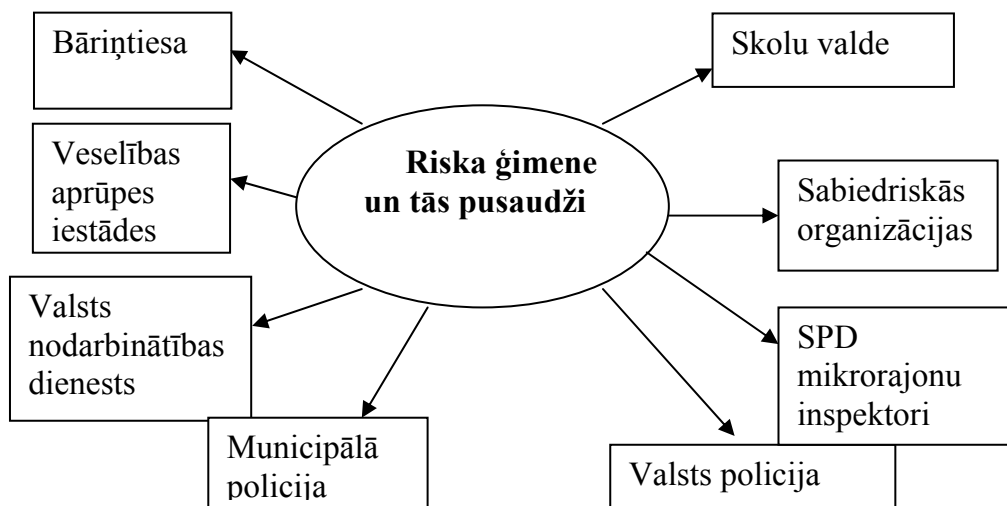 Bāriņtiesa
Skolu valde
Riska ģimene
un tās pusaudži
Veselības
aprūpes
iestādes
Sabiedriskās
organizācijas
Valsts
nodarbinātības
dienests
SPD
mikrorajonu
inspektori
Municipālā
policija
Valsts policija